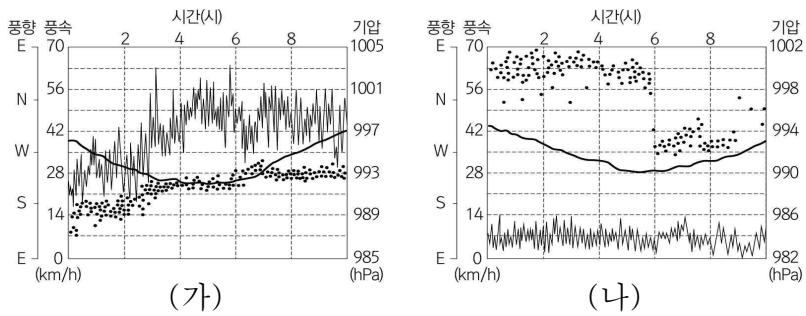 시간(시) 시간(시)
풍향 풍속 기압 풍향 풍속 기압
E 70 2 4 6 8 1005 E 70 2 4 6 8 1002
56 1001 56 998
N N
42 997 42 994
W W
28 993 28 990
S S
14 989 14 986
E 0 985 E 0 982
(km/h) (hPa) (km/h) (hPa)
(가) (나)